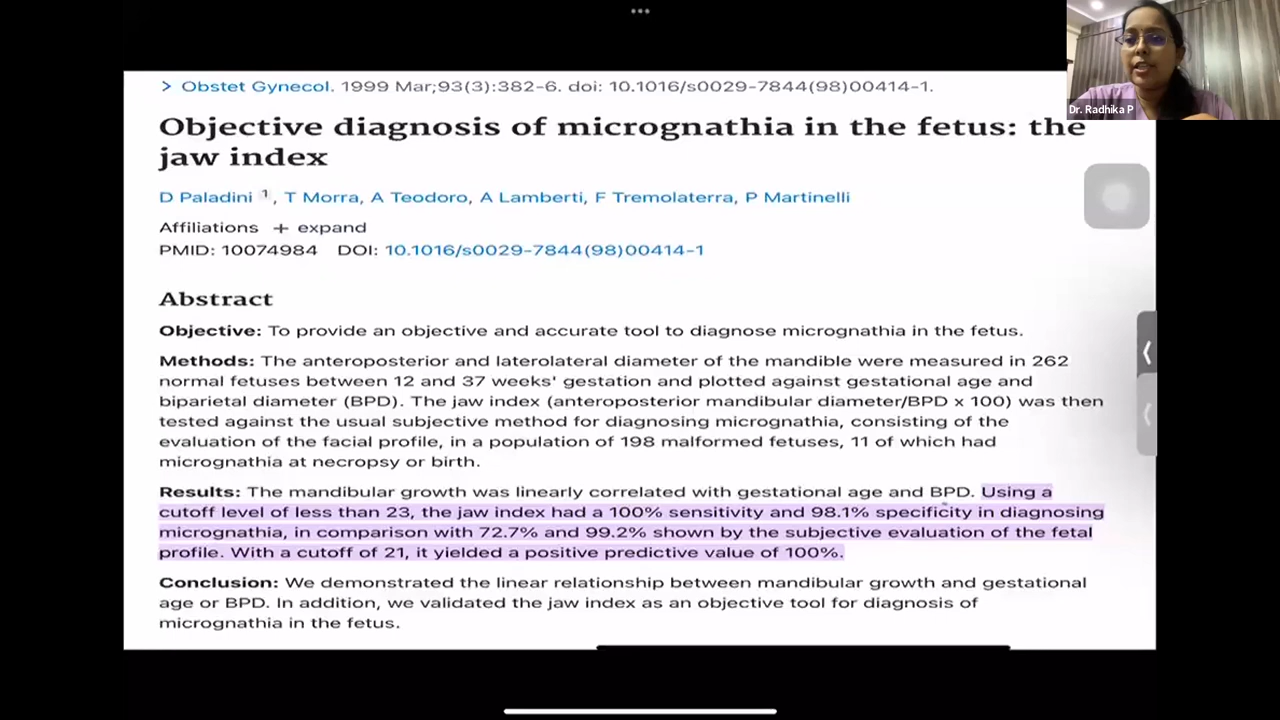 Dr. Radhika P
> Obstet Gynecol. 1999 Mar;93(3):382-6. doi: 10.1016/s0029-7844(98)00414-1.
Objective diagnosis of micrognathia in the fetus: the
jaw index
D Paladini 1, T Morra, A Teodoro, A Lamberti, F Tremolaterra, P Martinelli
Affiliations + expand
PMID: 10074984 DOI: 10.1016/s0029-7844(98)00414-1
Abstract
Objective: To provide an objective and accurate tool to diagnose micrognathia in the fetus.
Methods: The anteroposterior and laterolateral diameter of the mandible were measured in 262
normal fetuses between 12 and 37 weeks' gestation and plotted against gestational age and
biparietal diameter (BPD). The jaw index (anteroposterior mandibular diameter/BPD x 100) was then
tested against the usual subjective method for diagnosing micrognathia, consisting of the
evaluation of the facial profile, in a population of 198 malformed fetuses, 11 of which had
micrognathia at necropsy or birth.
Results: The mandibular growth was linearly correlated with gestational age and BPD. Using a
cutoff level of less than 23, the jaw index had a 100% sensitivity and 98.1% specificity in diagnosing
micrognathia, in comparison with 72.7% and 99.2% shown by the subjective evaluation of the fetal
profile. With a cutoff of 21, it yielded a positive predictive value of 100%.
Conclusion: We demonstrated the linear relationship between mandibular growth and gestational
age or BPD. In addition, we validated the jaw index as an objective tool for diagnosis of
micrognathia in the fetus.